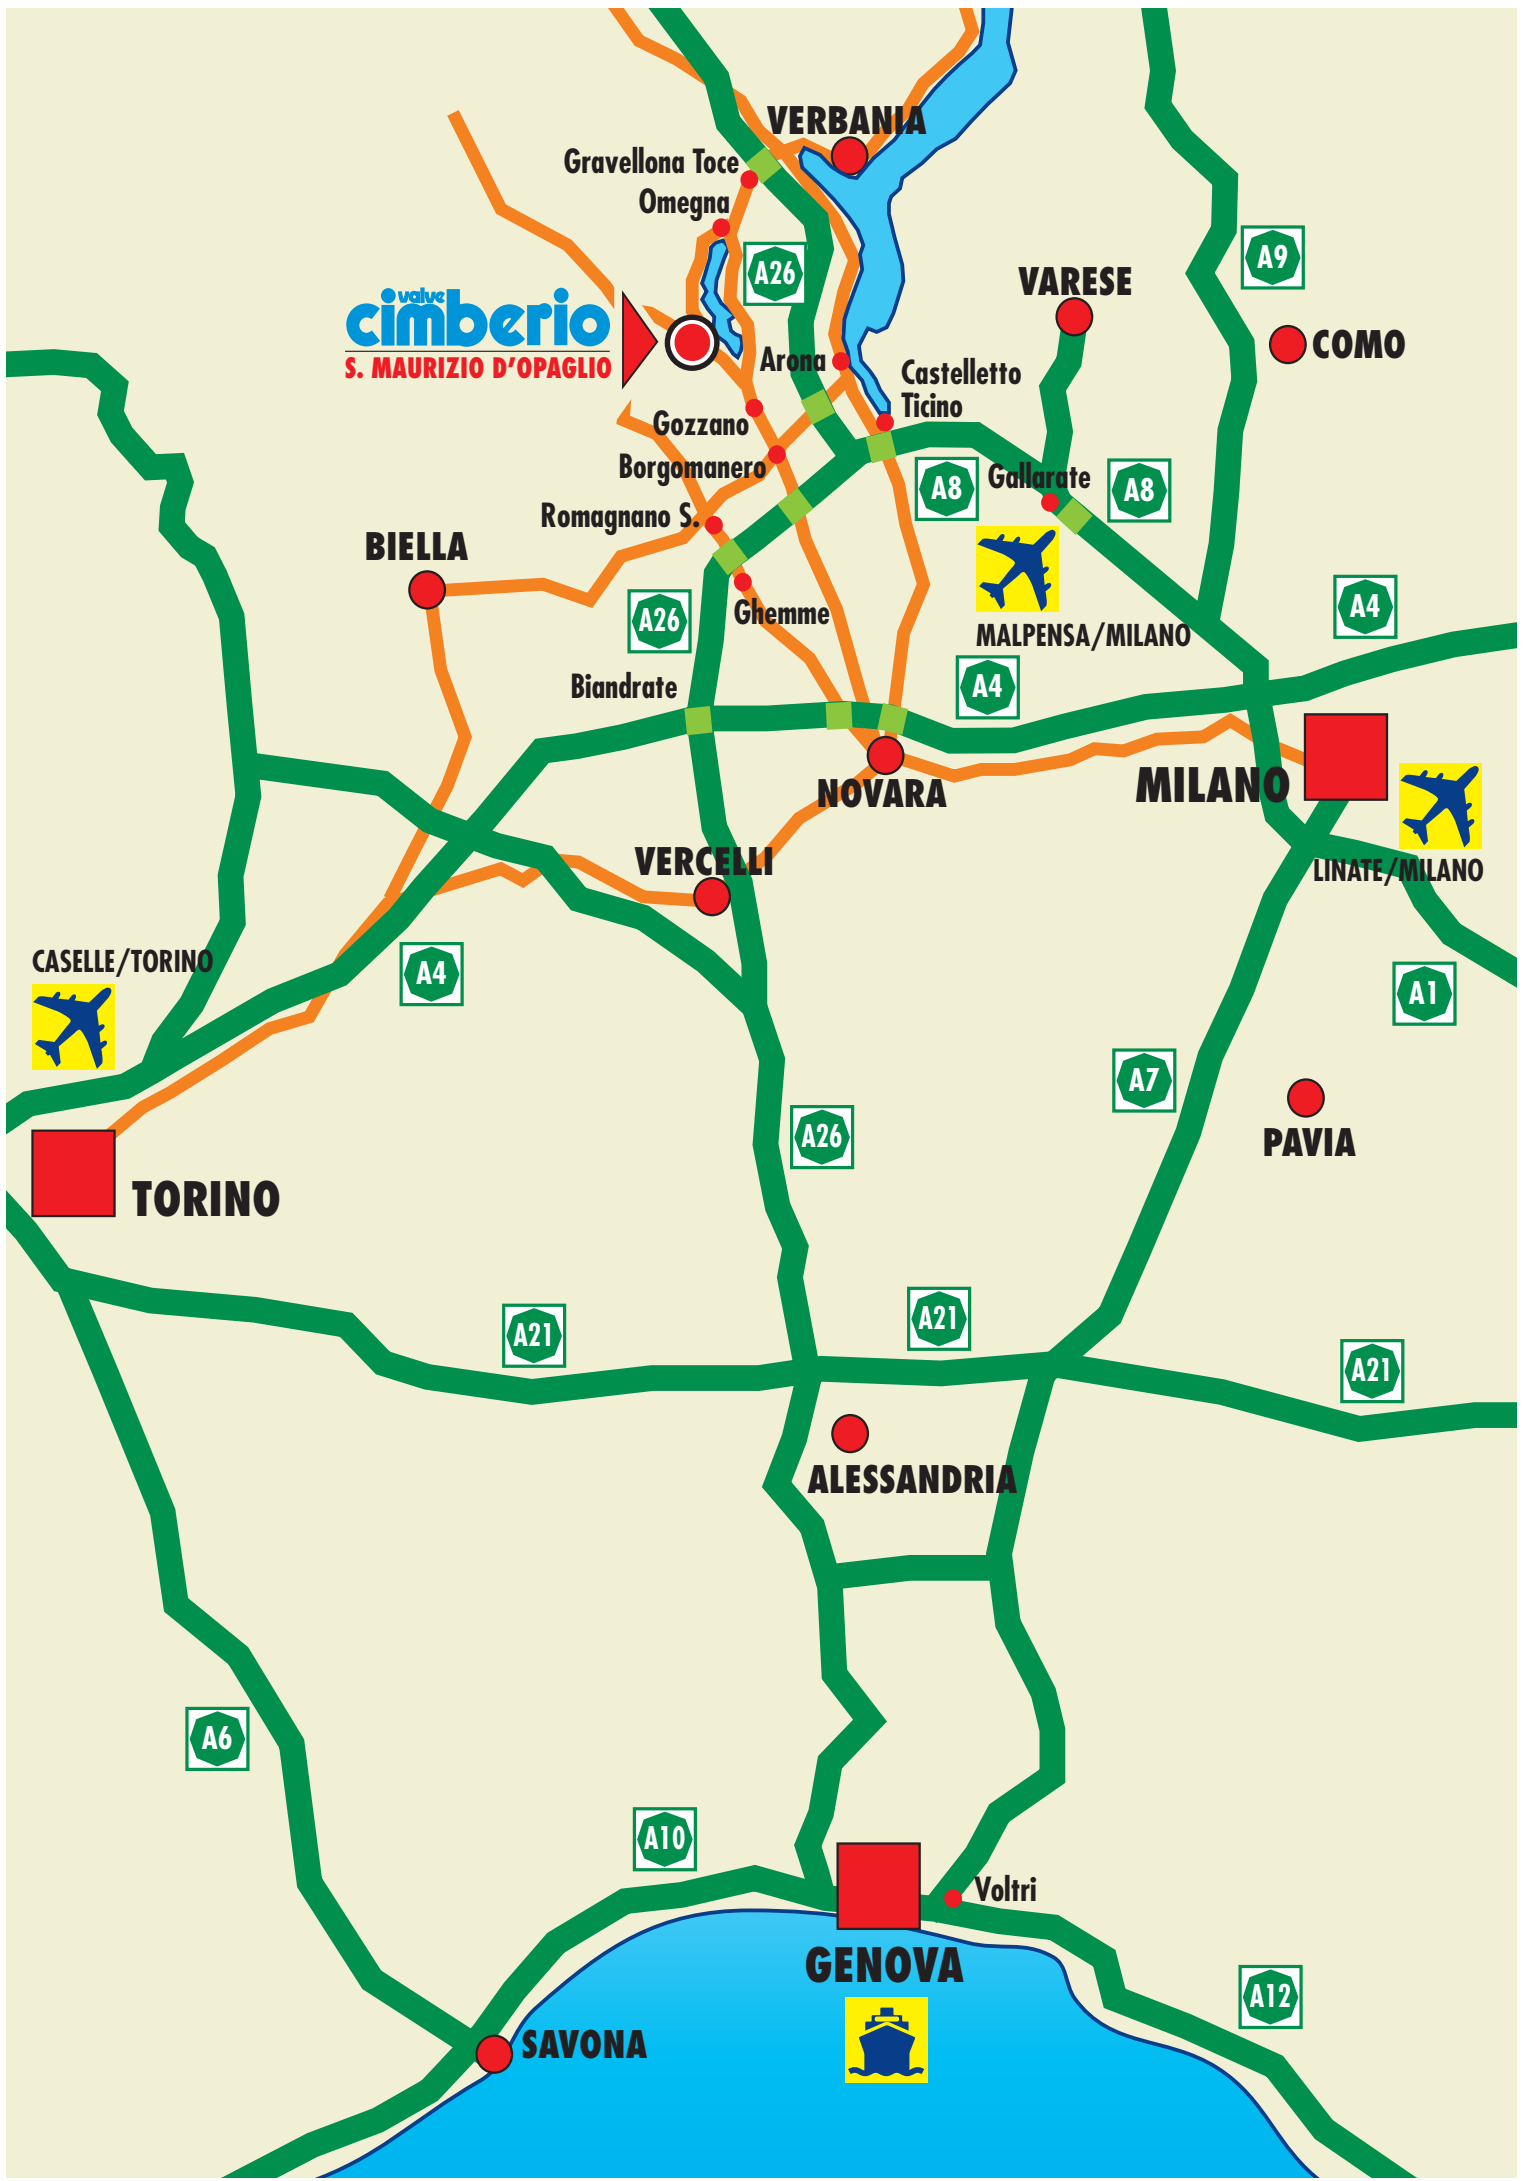 VERBANIA
Gravellona Toce
Omegna
A26
A9
VARESE
valve
cimberio
S. MAURIZIO D'OPAGLIO
COMO
Arona
Castelletto
Ticino
Gozzano
Borgomanero
A8
Gallarate
A8
Romagnano S.
BIELLA
A26
Ghemme
MALPENSA/MILANO
A4
Biandrate
A4
MILANO
NOVARA
VERCELLI
LINATE/MILANO
CASELLE/TORINO
A4
A1
A7
A26
PAVIA
TORINO
A21
A21
A21
ALESSANDRIA
A6
A10
Voltri
GENOVA
A12
SAVONA